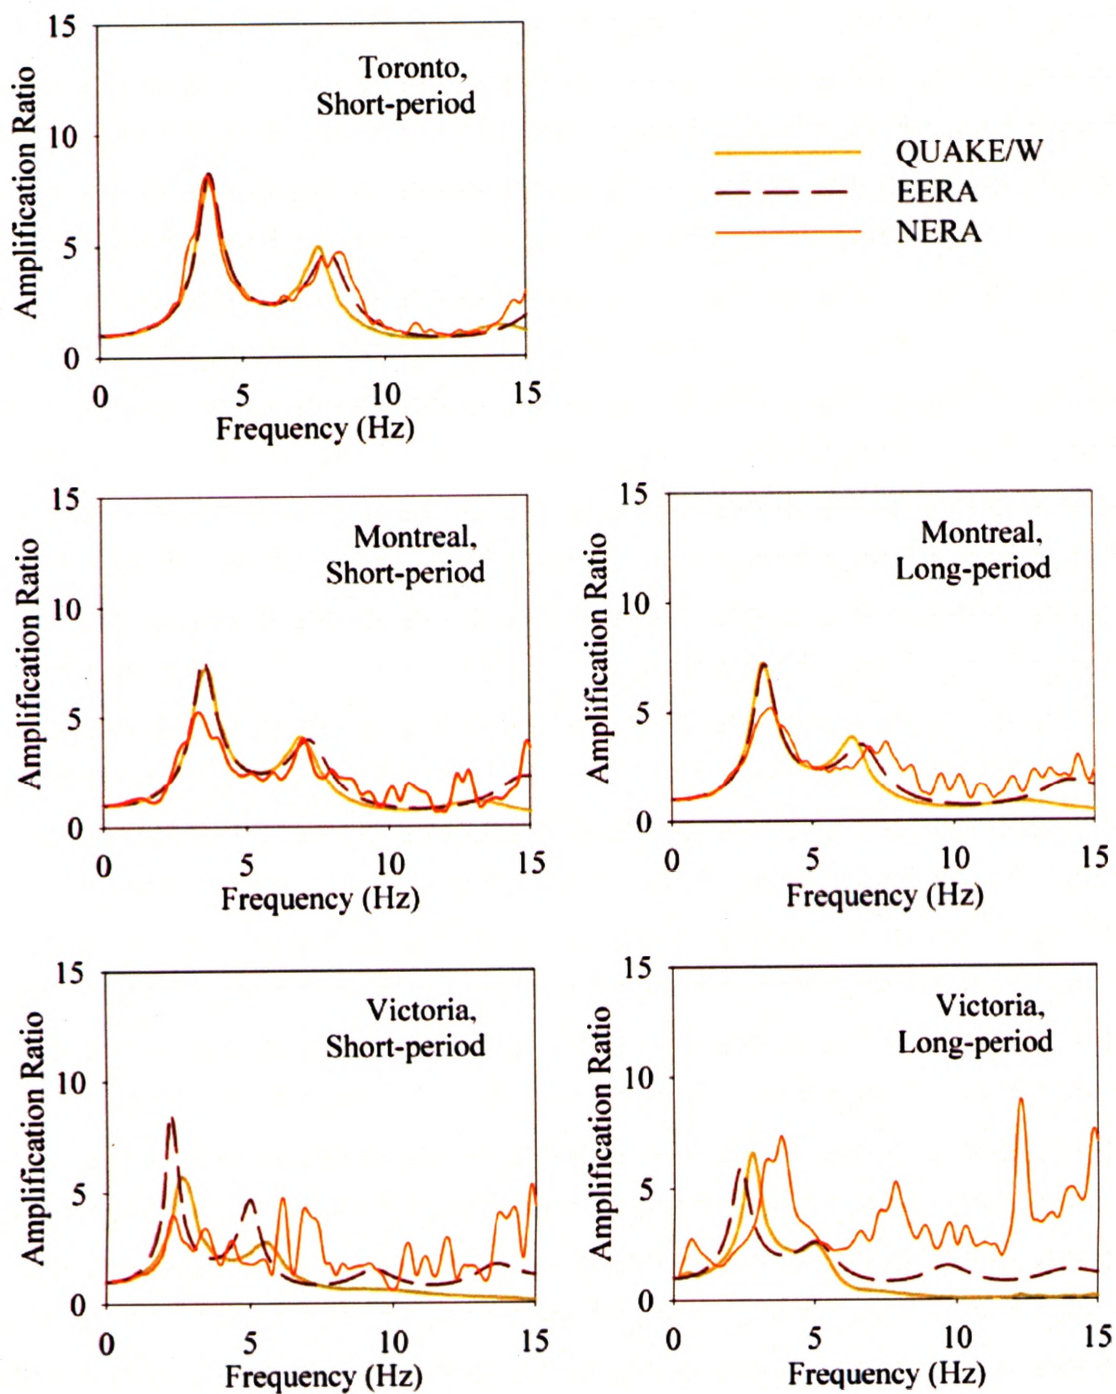 15
10
5
0
Amplification Ratio
Toronto,
Short-period
0 5 10 15
Frequency (Hz)
QUAKE/W
EERA
NERA
15
10
5
0
Amplification Ratio
Montreal,
Short-period
0 5 10 15
Frequency (Hz)
15
10
5
0
Amplification Ratio
Montreal,
Long-period
0 5 10 15
Frequency (Hz)
15
10
5
0
Amplification Ratio
Victoria,
Short-period
0 5 10 15
Frequency (Hz)
15
10
5
0
Amplification Ratio
Victoria,
Long-period
0 5 10 15
Frequency (Hz)